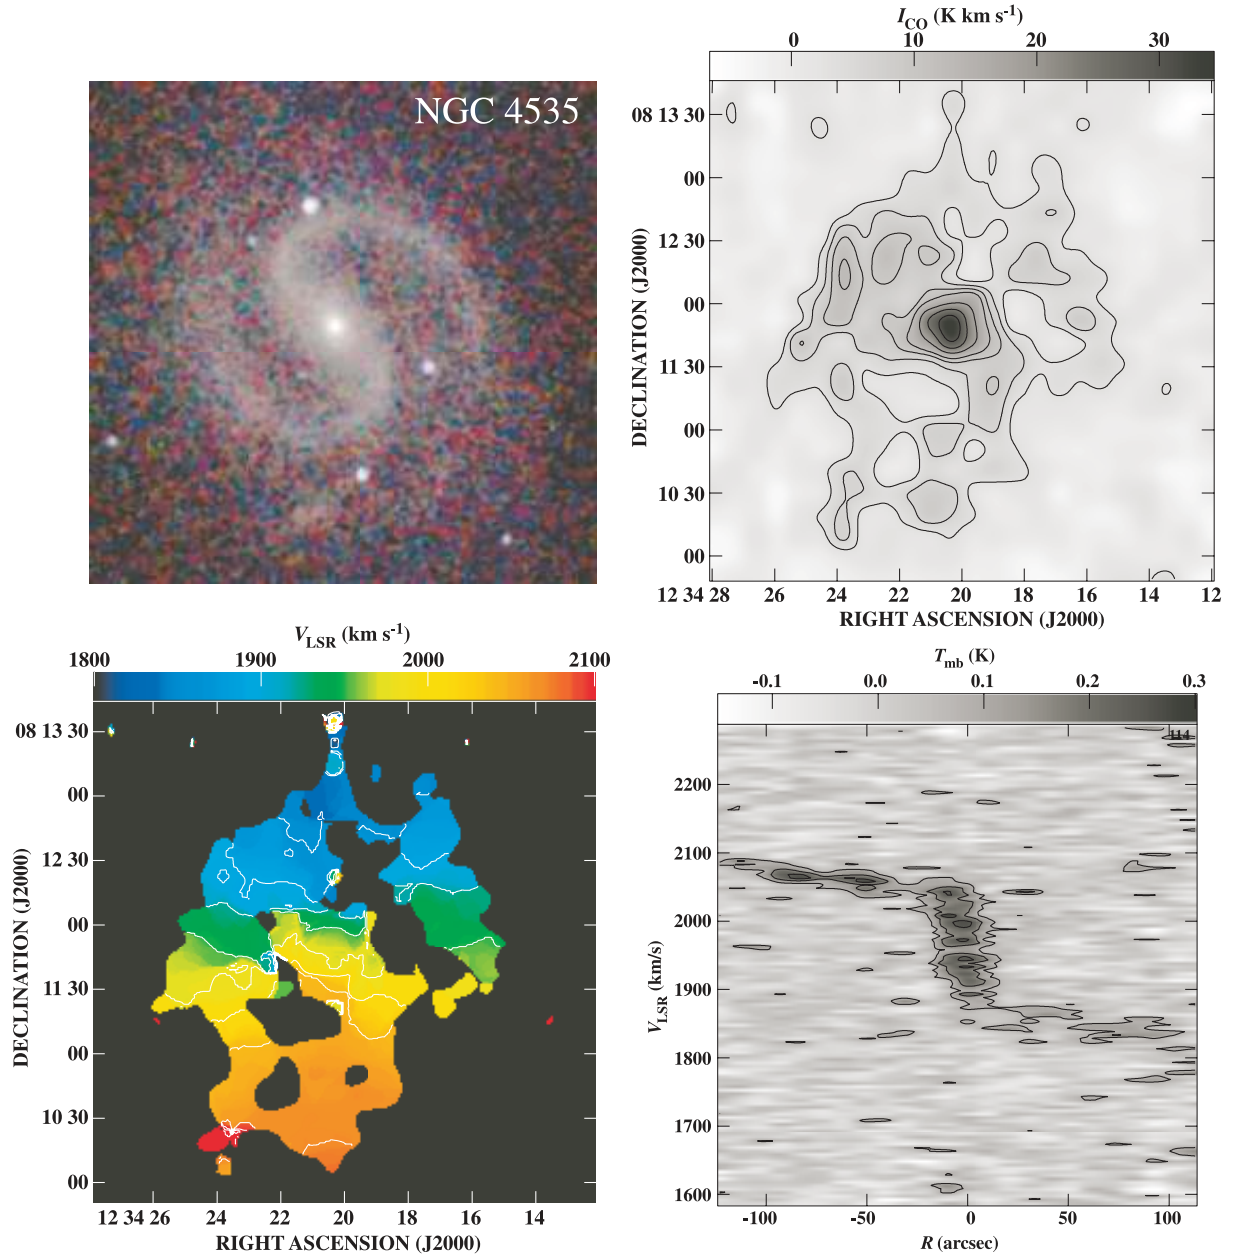 NGC 4535
I_CO (K km s⁻¹)
0 10 20 30
08 13 30
00
12 30
00
11 30
00
10 30
00
DECLINATION (J2000)
12 34 28 26 24 22 20 18 16 14 12
RIGHT ASCENSION (J2000)
V_LSR (km s⁻¹)
1800 1900 2000 2100
08 13 30
00
12 30
00
11 30
00
10 30
00
DECLINATION (J2000)
12 34 26 24 22 20 18 16 14
RIGHT ASCENSION (J2000)
T_mb (K)
-0.1 0.0 0.1 0.2 0.3
114
2200
2100
2000
1900
1800
1700
1600
V_LSR (km/s)
-100 -50 0 50 100
R (arcsec)